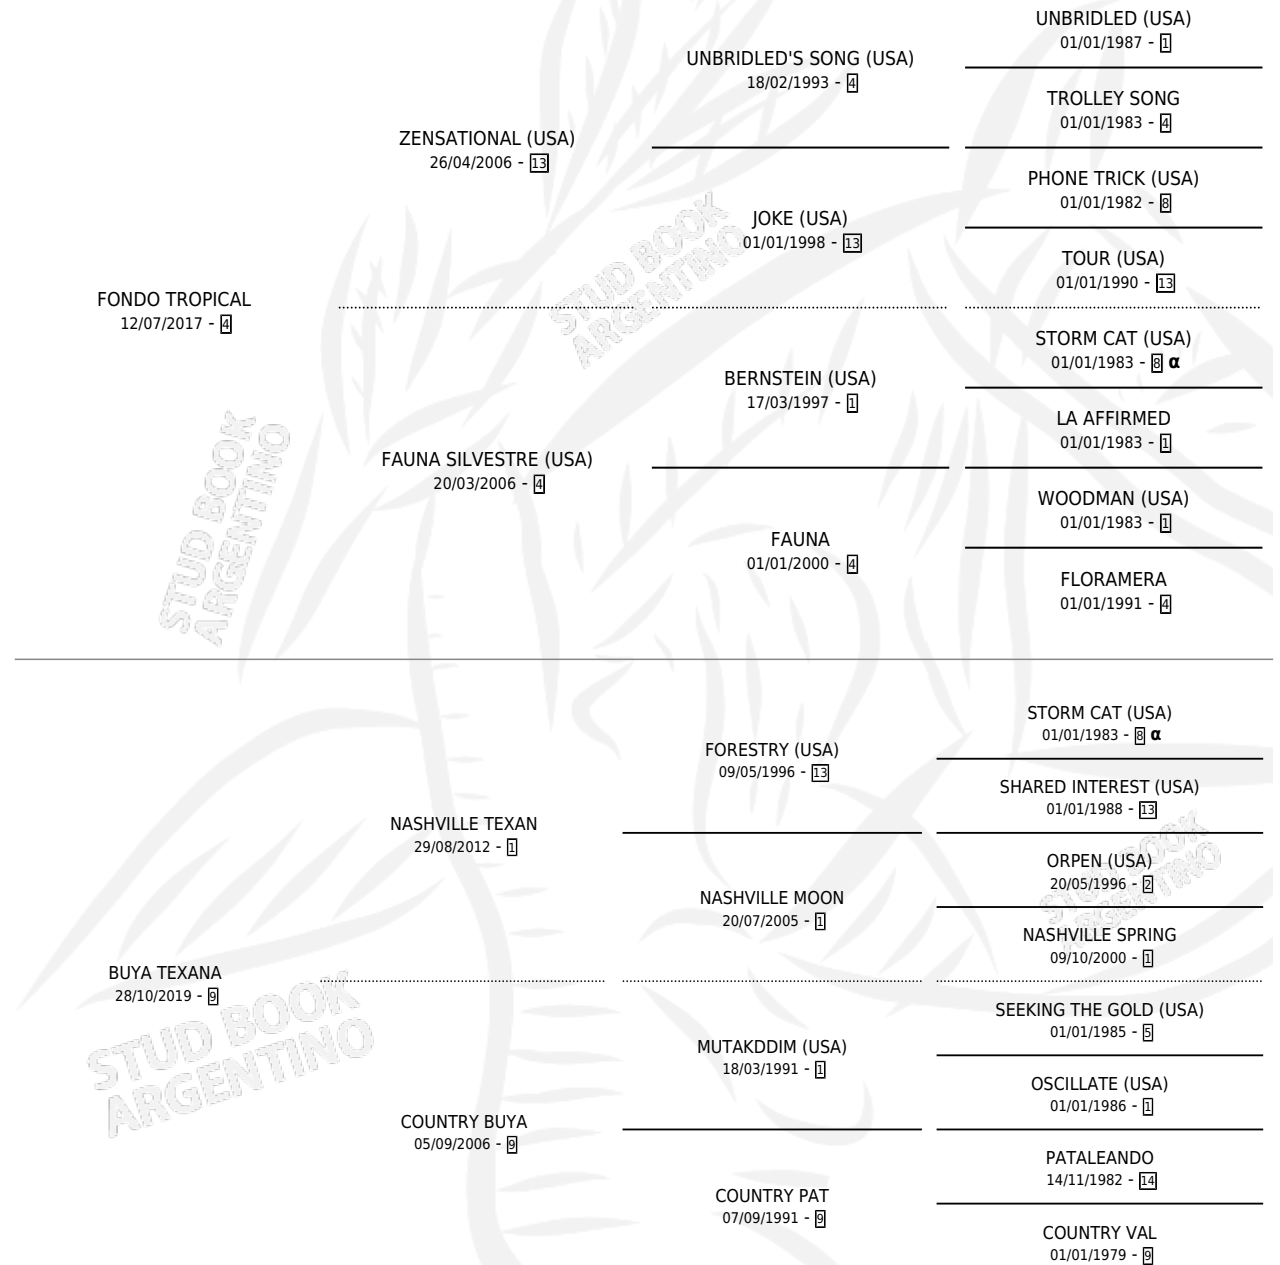 UNBRIDLED (USA)
01/01/1987 - 1
UNBRIDLED'S SONG (USA)
18/02/1993 - 4
TROLLEY SONG
01/01/1983 - 4
ZENSATIONAL (USA)
26/04/2006 - 13
PHONE TRICK (USA)
01/01/1982 - 8
JOKE (USA)
01/01/1998 - 13
TOUR (USA)
01/01/1990 - 13
FONDO TROPICAL
12/07/2017 - 4
STORM CAT (USA)
01/01/1983 - 8 α
BERNSTEIN (USA)
17/03/1997 - 1
LA AFFIRMED
01/01/1983 - 1
FAUNA SILVESTRE (USA)
20/03/2006 - 4
WOODMAN (USA)
01/01/1983 - 1
FAUNA
01/01/2000 - 4
FLORAMERA
01/01/1991 - 4
STORM CAT (USA)
01/01/1983 - 8 α
FORESTRY (USA)
09/05/1996 - 13
SHARED INTEREST (USA)
01/01/1988 - 13
NASHVILLE TEXAN
29/08/2012 - 1
ORPEN (USA)
20/05/1996 - 2
NASHVILLE MOON
20/07/2005 - 1
NASHVILLE SPRING
09/10/2000 - 1
BUYA TEXANA
28/10/2019 - 9
SEEKING THE GOLD (USA)
01/01/1985 - 5
MUTAKDDIM (USA)
18/03/1991 - 1
OSCILLATE (USA)
01/01/1986 - 1
COUNTRY BUYA
05/09/2006 - 9
PATALEANDO
14/11/1982 - 14
COUNTRY PAT
07/09/1991 - 9
COUNTRY VAL
01/01/1979 - 9
STUD BOOK
ARGENTINO
STUD BOOK
ARGENTINO
STUD BOOK
ARGENTINO
STUD BOOK
ARGENTINO